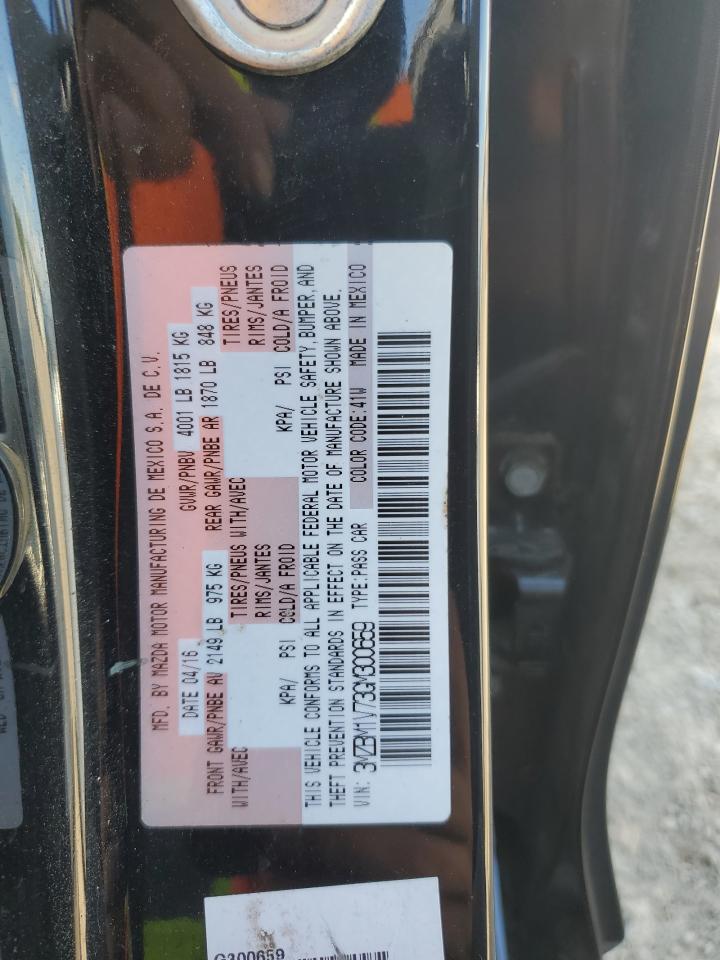 MFD. BY MAZDA MOTOR MANUFACTURING DE MEXICO S.A. DE C.V.
DATE 04/16 GVWR/PNBV 4001 LB 1815 KG
FRONT GAWR/PNBE AV 2149 LB 975 KG REAR GAWR/PNBE AR 1870 LB 848 KG
WITH/AVEC TIRES/PNEUS WITH/AVEC TIRES/PNEUS
RIMS/JANTES RIMS/JANTES
KPA/ PSI COLD/A FROID KPA/ PSI COLD/A FROID
THIS VEHICLE CONFORMS TO ALL APPLICABLE FEDERAL MOTOR VEHICLE SAFETY, BUMPER, AND
THEFT PREVENTION STANDARDS IN EFFECT ON THE DATE OF MANUFACTURE SHOWN ABOVE.
VIN: 3MZBM1V73GM300659 TYPE:PASS CAR COLOR CODE:41W MADE IN MEXICO
G300659